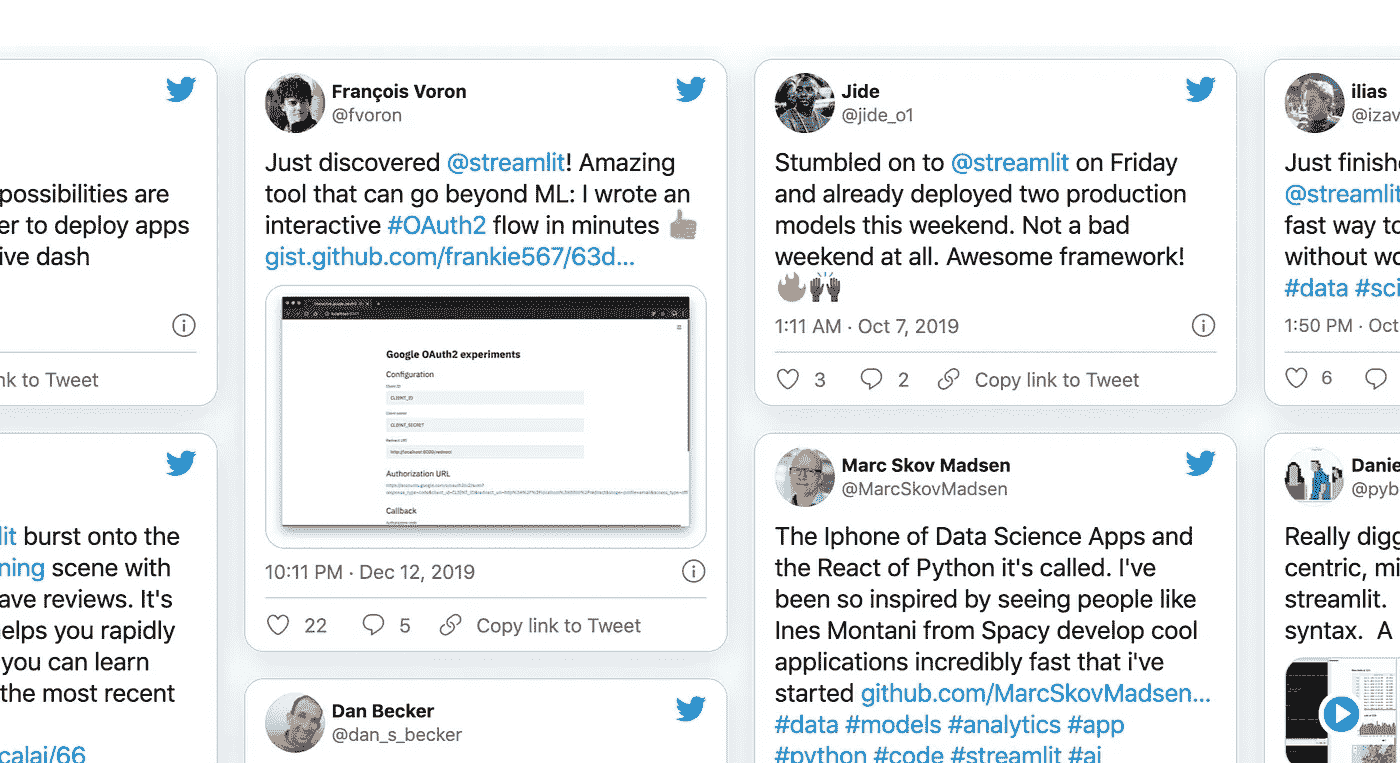 possibilities are
er to deploy apps
ive dash
nk to Tweet
lit burst onto the
ning scene with
ave reviews. It's
elps you rapidly
you can learn
the most recent
calai/66
François Voron
@fvoron
Just discovered @streamlit! Amazing
tool that can go beyond ML: I wrote an
interactive #OAuth2 flow in minutes 👍
gist.github.com/frankie567/63d...
Google OAuth2 experiments
Configuration
Client ID
CLIENT_ID
CLIENT_SECRET
Redirect URI
http://localhost:8000/redirect
Authorization URL
Callback
10:11 PM · Dec 12, 2019
22 5 Copy link to Tweet
Dan Becker
@dan_s_becker
Jide
@jide_o1
Stumbled on to @streamlit on Friday
and already deployed two production
models this weekend. Not a bad
weekend at all. Awesome framework!
🔥🙌
1:11 AM · Oct 7, 2019
3 2 Copy link to Tweet
Marc Skov Madsen
@MarcSkovMadsen
The Iphone of Data Science Apps and
the React of Python it's called. I've
been so inspired by seeing people like
Ines Montani from Spacy develop cool
applications incredibly fast that i've
started github.com/MarcSkovMadsen...
#data #models #analytics #app
#python #code #streamlit #ai
ilias
@izav
Just finishe
@streamlit
fast way to
without wo
#data #sci
1:50 PM · Oct
6
Danie
@pyb
Really digg
centric, mi
streamlit.
syntax. A